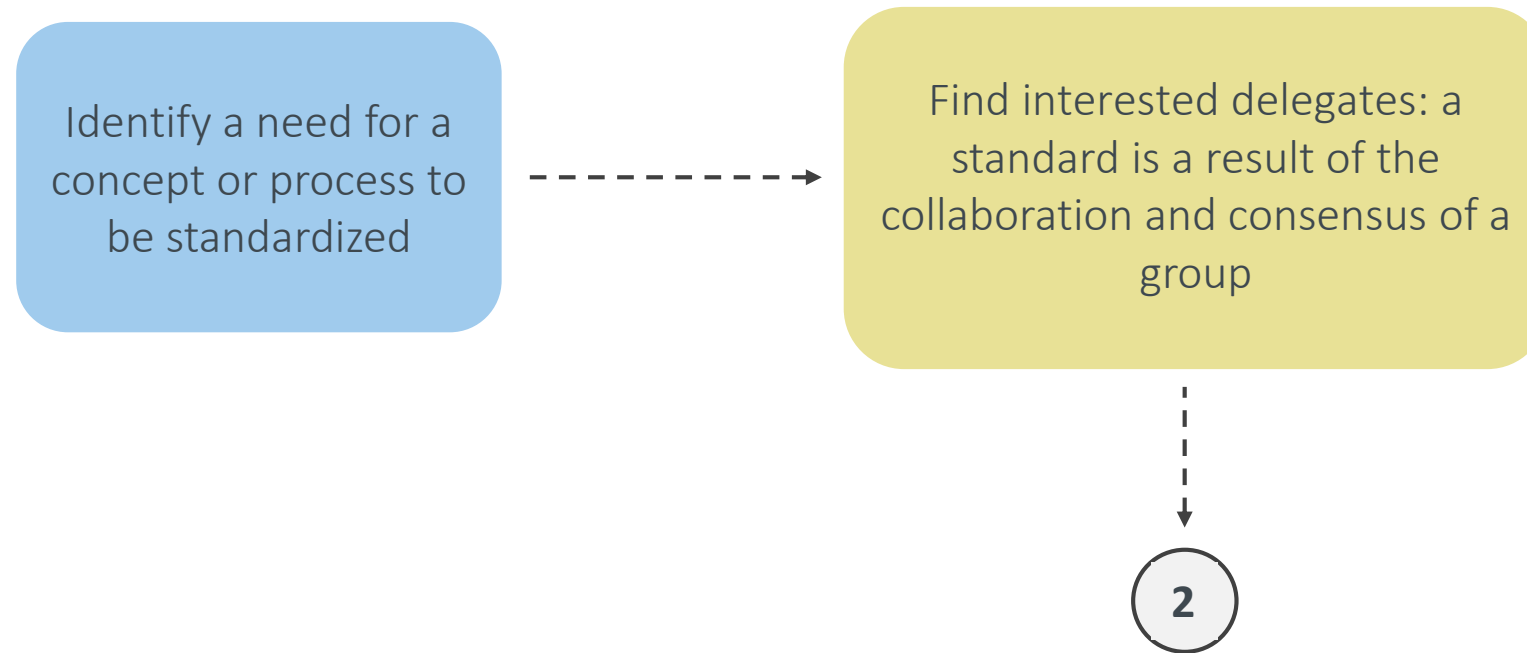 Identify a need for a
concept or process to
be standardized
Find interested delegates: a
standard is a result of the
collaboration and consensus of a
group
2